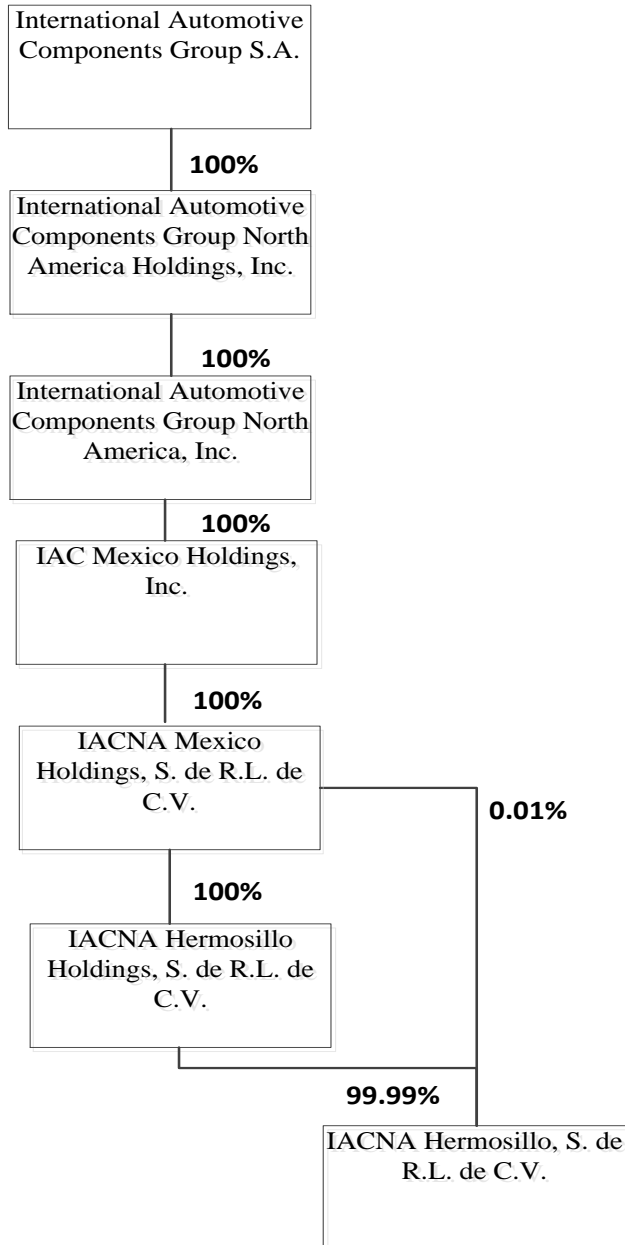 International Automotive
Components Group S.A.
100%
International Automotive
Components Group North
America Holdings, Inc.
100%
International Automotive
Components Group North
America, Inc.
100%
IAC Mexico Holdings,
Inc.
100%
IACNA Mexico
Holdings, S. de R.L. de
C.V.
0.01%
100%
IACNA Hermosillo
Holdings, S. de R.L. de
C.V.
99.99%
IACNA Hermosillo, S. de
R.L. de C.V.